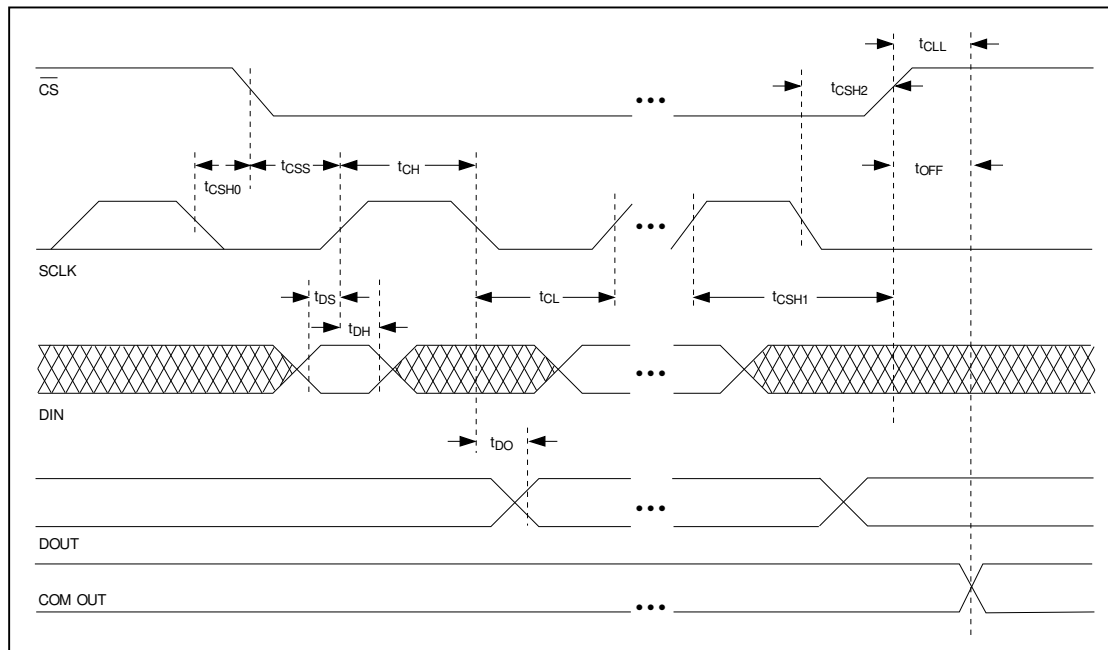 tCLL
CS
•••
tCSH2
tCSS
tCH
tOFF
tCSH0
•••
SCLK
tDS
tCL
tCSH1
tDH
•••
DIN
tDO
•••
DOUT
COM OUT
•••